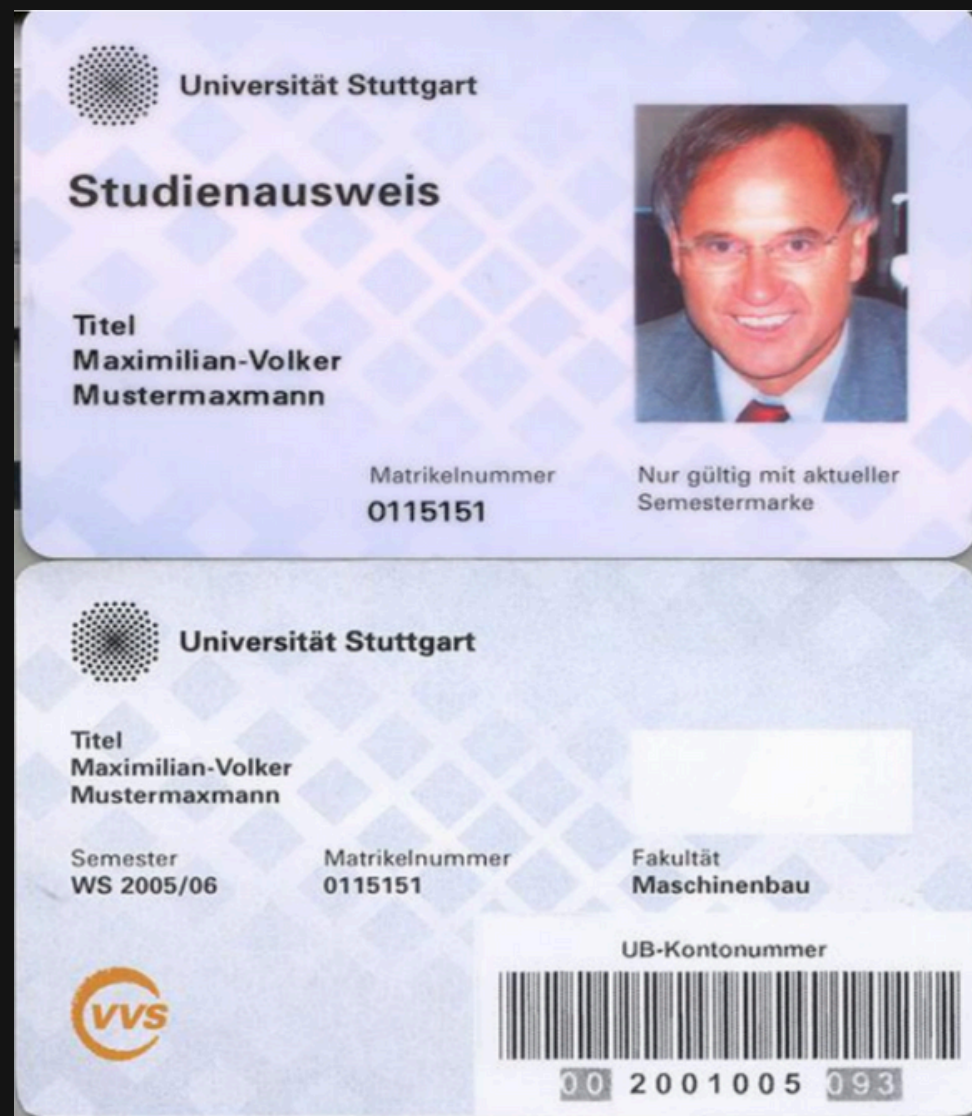 Universität Stuttgart
Studienausweis
Titel
Maximilian-Volker
Mustermaxmann
Matrikelnummer
0115151
Nur gültig mit aktueller
Semestermarke
Universität Stuttgart
Titel
Maximilian-Volker
Mustermaxmann
Semester
WS 2005/06
Matrikelnummer
0115151
Fakultät
Maschinenbau
VVS
UB-Kontonummer
00 2001005 093